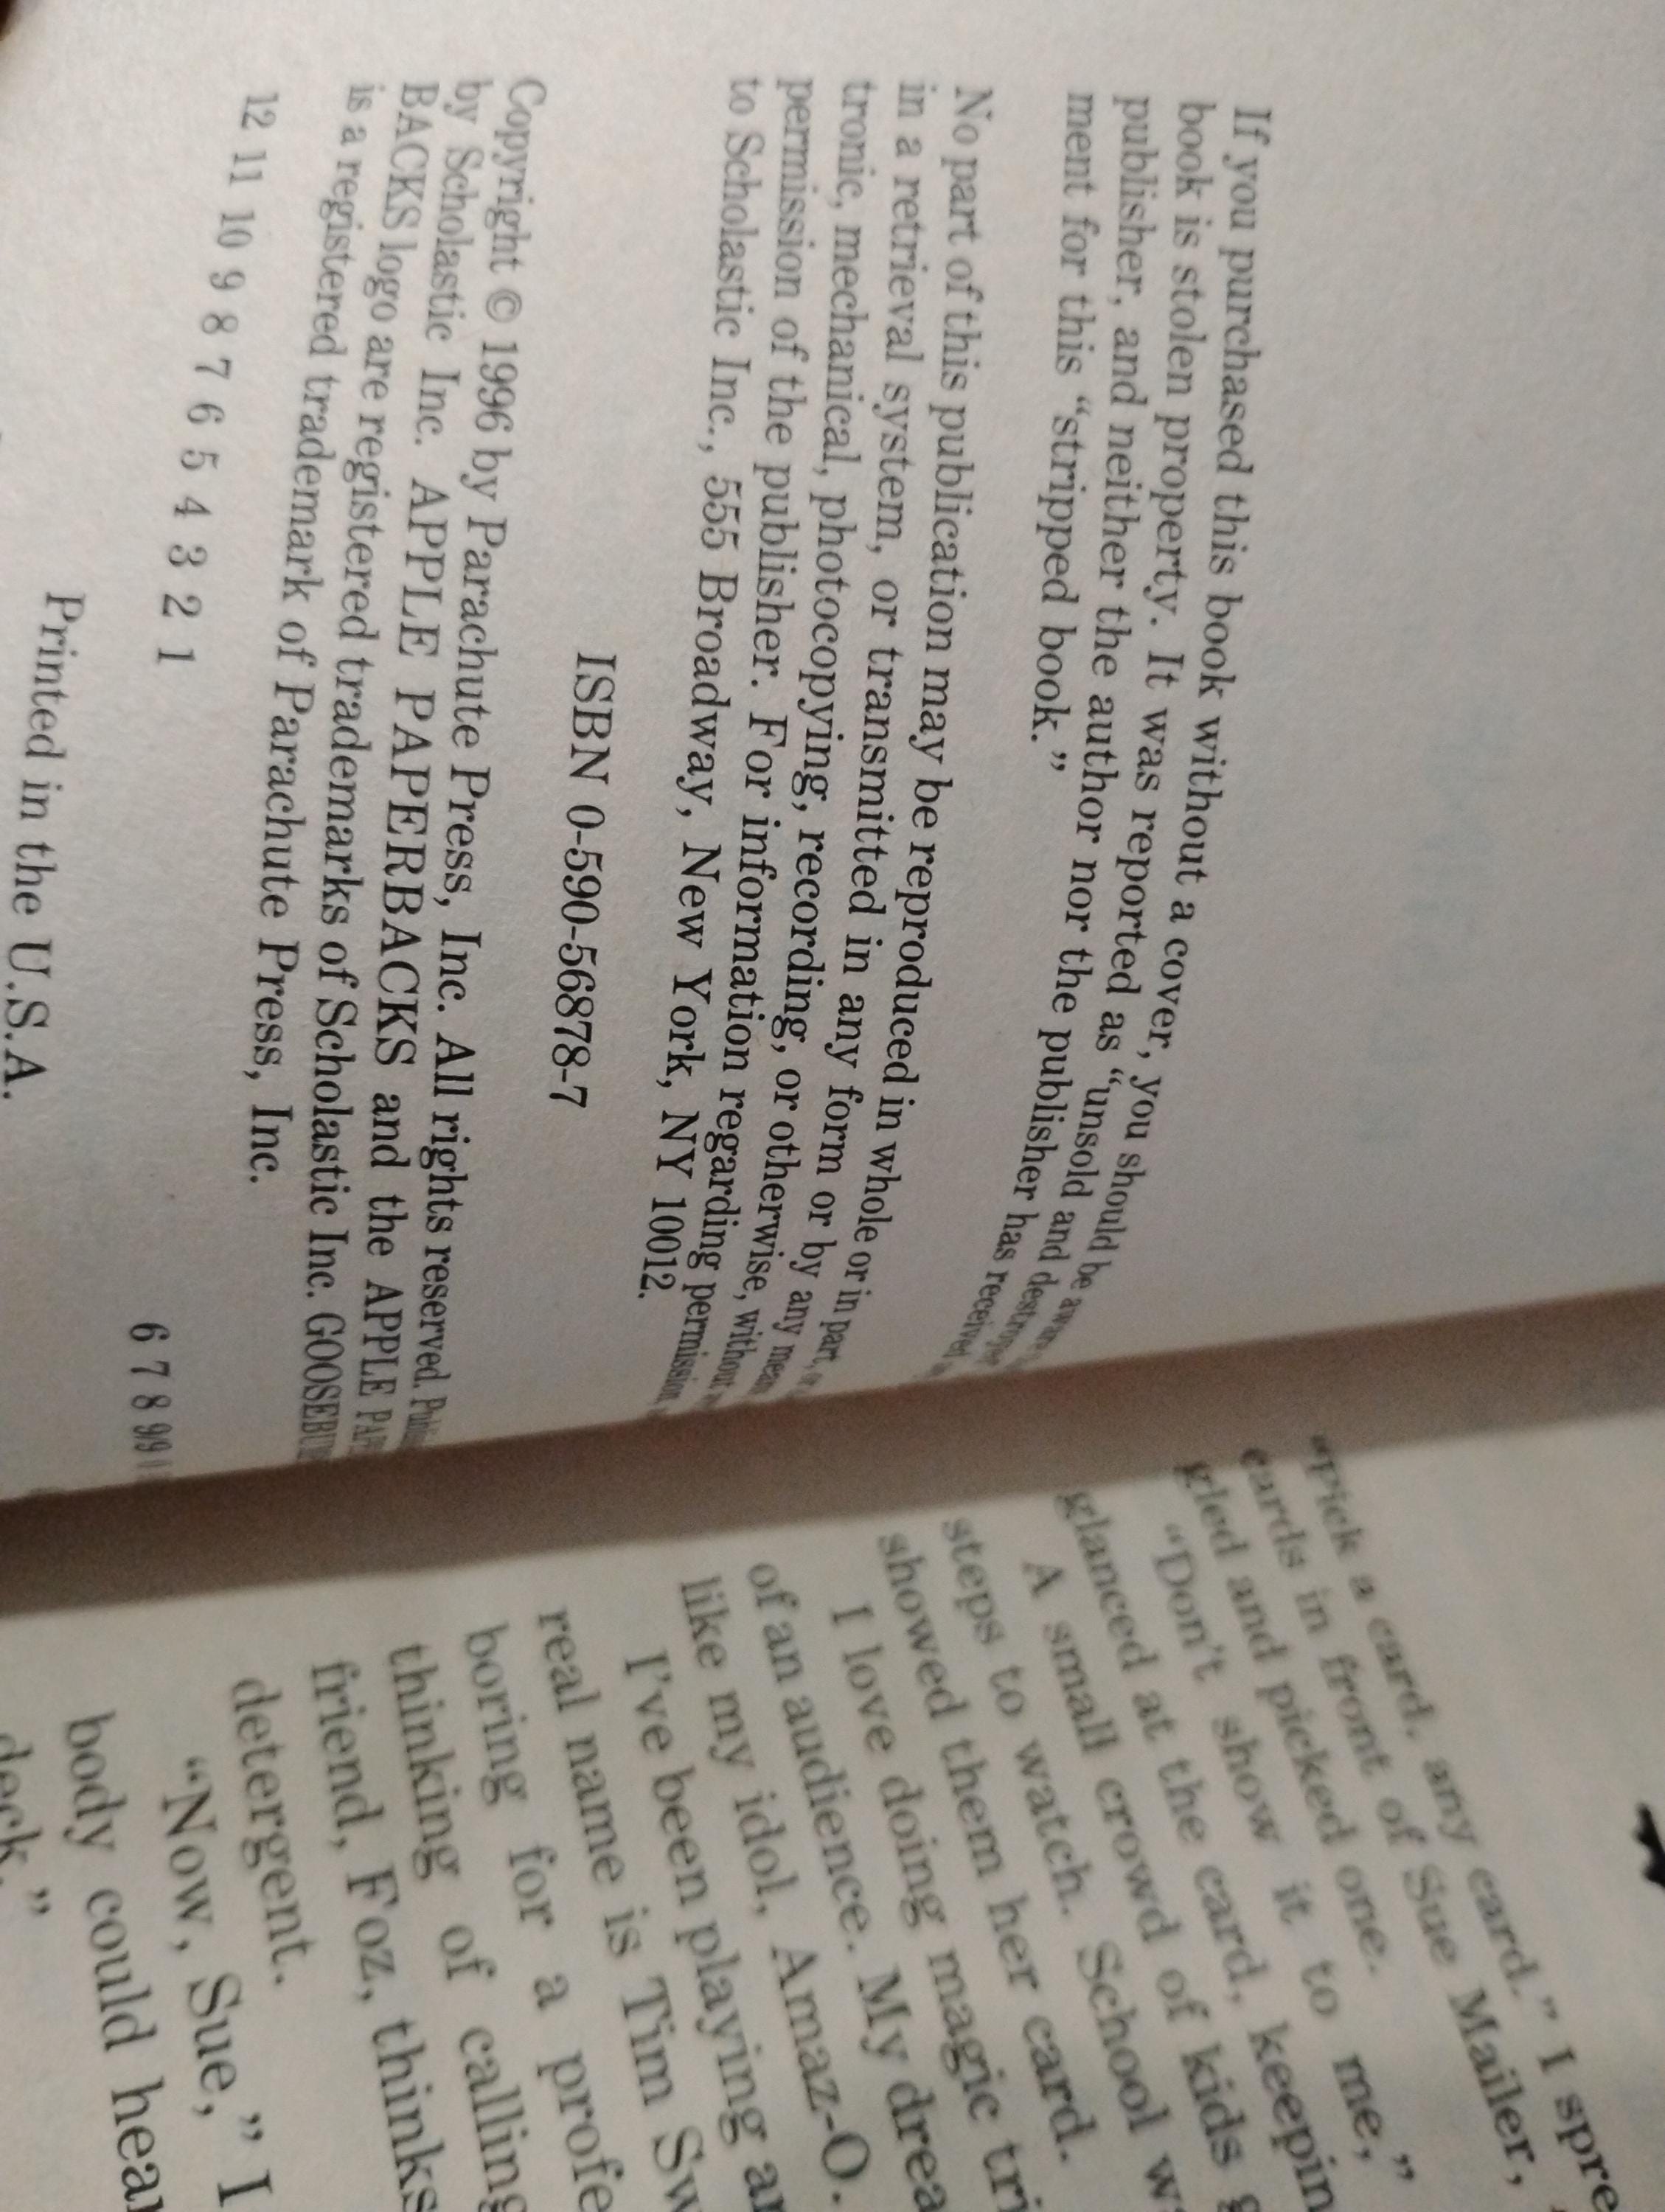 If you purchased this book without a cover, you should be
book is stolen property. It was reported as "unsold and
publisher, and neither the author nor the publisher has
ment for this "stripped book."
No part of this publication may be reproduced in whole or in part,
in a retrieval system, or transmitted in any form or by any
tronic, mechanical, photocopying, recording, or otherwise, without
permission of the publisher. For information regarding permission,
to Scholastic Inc., 555 Broadway, New York, NY 10012.
ISBN 0-590-56878-7
Copyright © 1996 by Parachute Press, Inc. All rights reserved.
by Scholastic Inc. APPLE PAPERBACKS and the APPLE
BACKS logo are registered trademarks of Scholastic Inc.
is a registered trademark of Parachute Press, Inc.
12 11 10 9 8 7 6 5 4 3 2 1 6 7 8 9 9
Printed in the U.S.A.
"Pick a card, any card." I
cards in front of Sue Mailer,
gled and picked one.
"Don't show it to me,"
glanced at the card,
A small crowd of kids
steps to watch. School
showed them her card.
I love doing magic
of an audience. My
like my idol, Amaz-O.
I've been playing
real name is Tim
boring for a
thinking of
friend, Foz, thinks
detergent.
"Now, Sue," I
body could
deck."